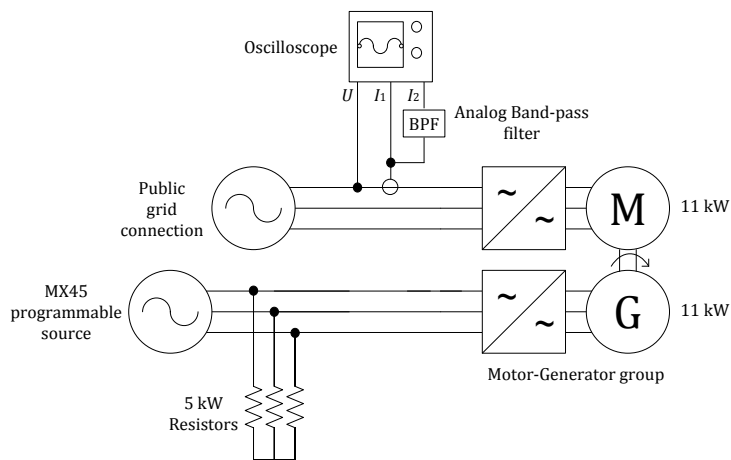 Oscilloscope
U
I1
I2
Analog Band-pass
filter
BPF
Public
grid
connection
~
~
M
11 kW
MX45
programmable
source
~
~
G
11 kW
Motor-Generator group
5 kW
Resistors